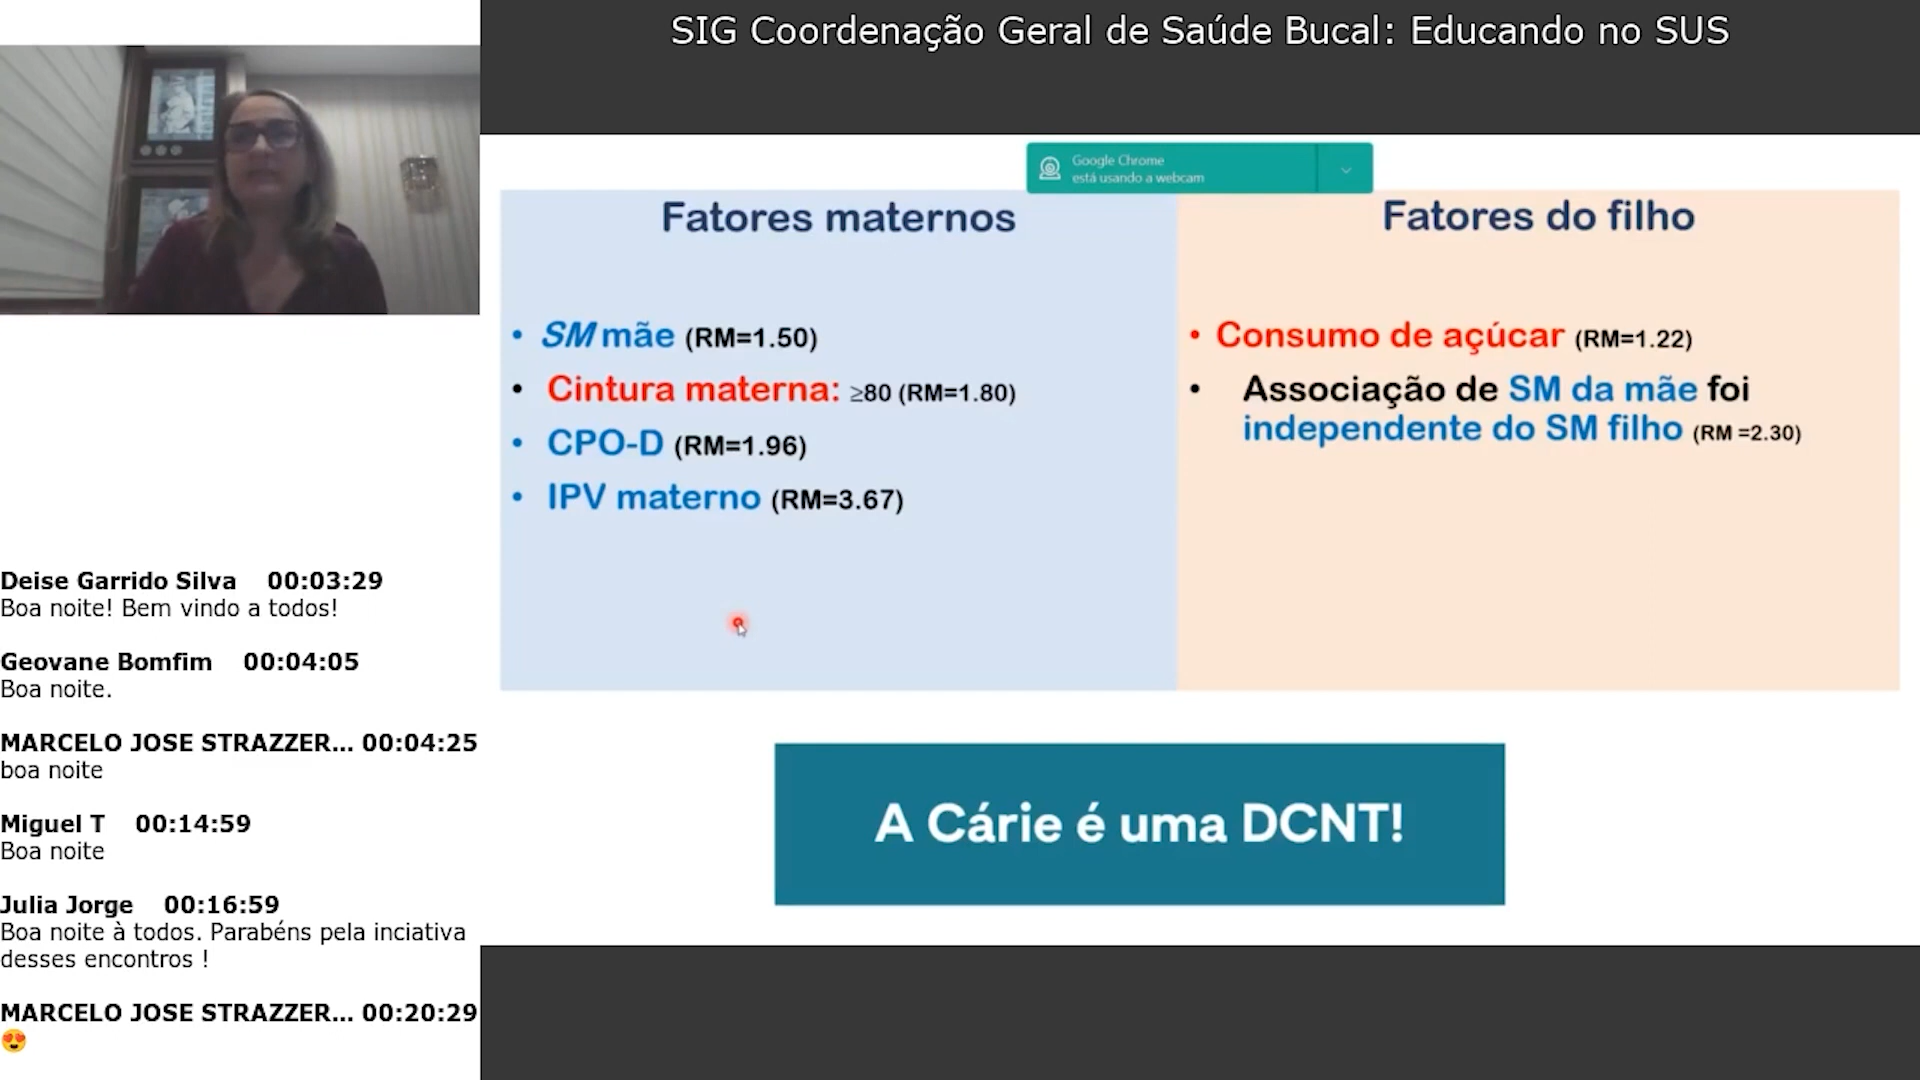 SIG Coordenação Geral de Saúde Bucal: Educando no SUS
Google Chrome
está usando a webcam
Fatores maternos
• SM mãe (RM=1.50)
• Cintura materna: ≥80 (RM=1.80)
• CPO-D (RM=1.96)
• IPV materno (RM=3.67)
Fatores do filho
• Consumo de açúcar (RM=1.22)
• Associação de SM da mãe foi
independente do SM filho (RM =2.30)
A Cárie é uma DCNT!
Deise Garrido Silva 00:03:29
Boa noite! Bem vindo a todos!
Geovane Bomfim 00:04:05
Boa noite.
MARCELO JOSE STRAZZER... 00:04:25
boa noite
Miguel T 00:14:59
Boa noite
Julia Jorge 00:16:59
Boa noite à todos. Parabéns pela inciativa
desses encontros !
MARCELO JOSE STRAZZER... 00:20:29
😍